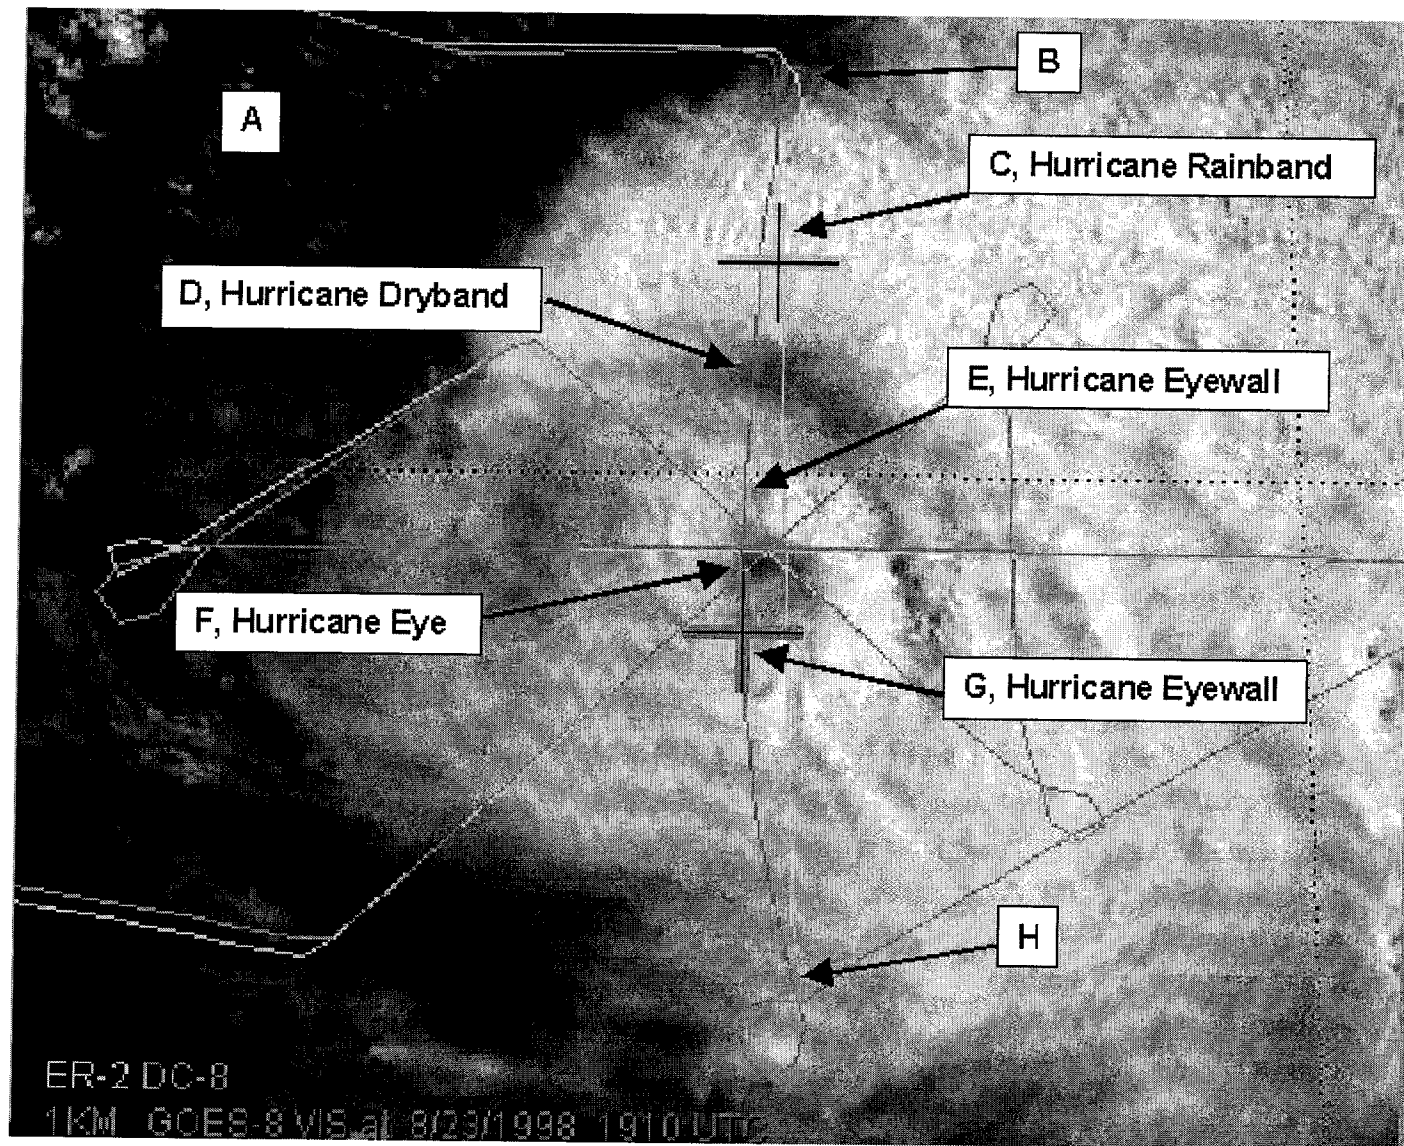 B
A
C, Hurricane Rainband
D, Hurricane Dryband
E, Hurricane Eyewall
F, Hurricane Eye
G, Hurricane Eyewall
H
ER-2 DC-8
1KM GOES-8 VIS at 8/23/1998 1910 UTC